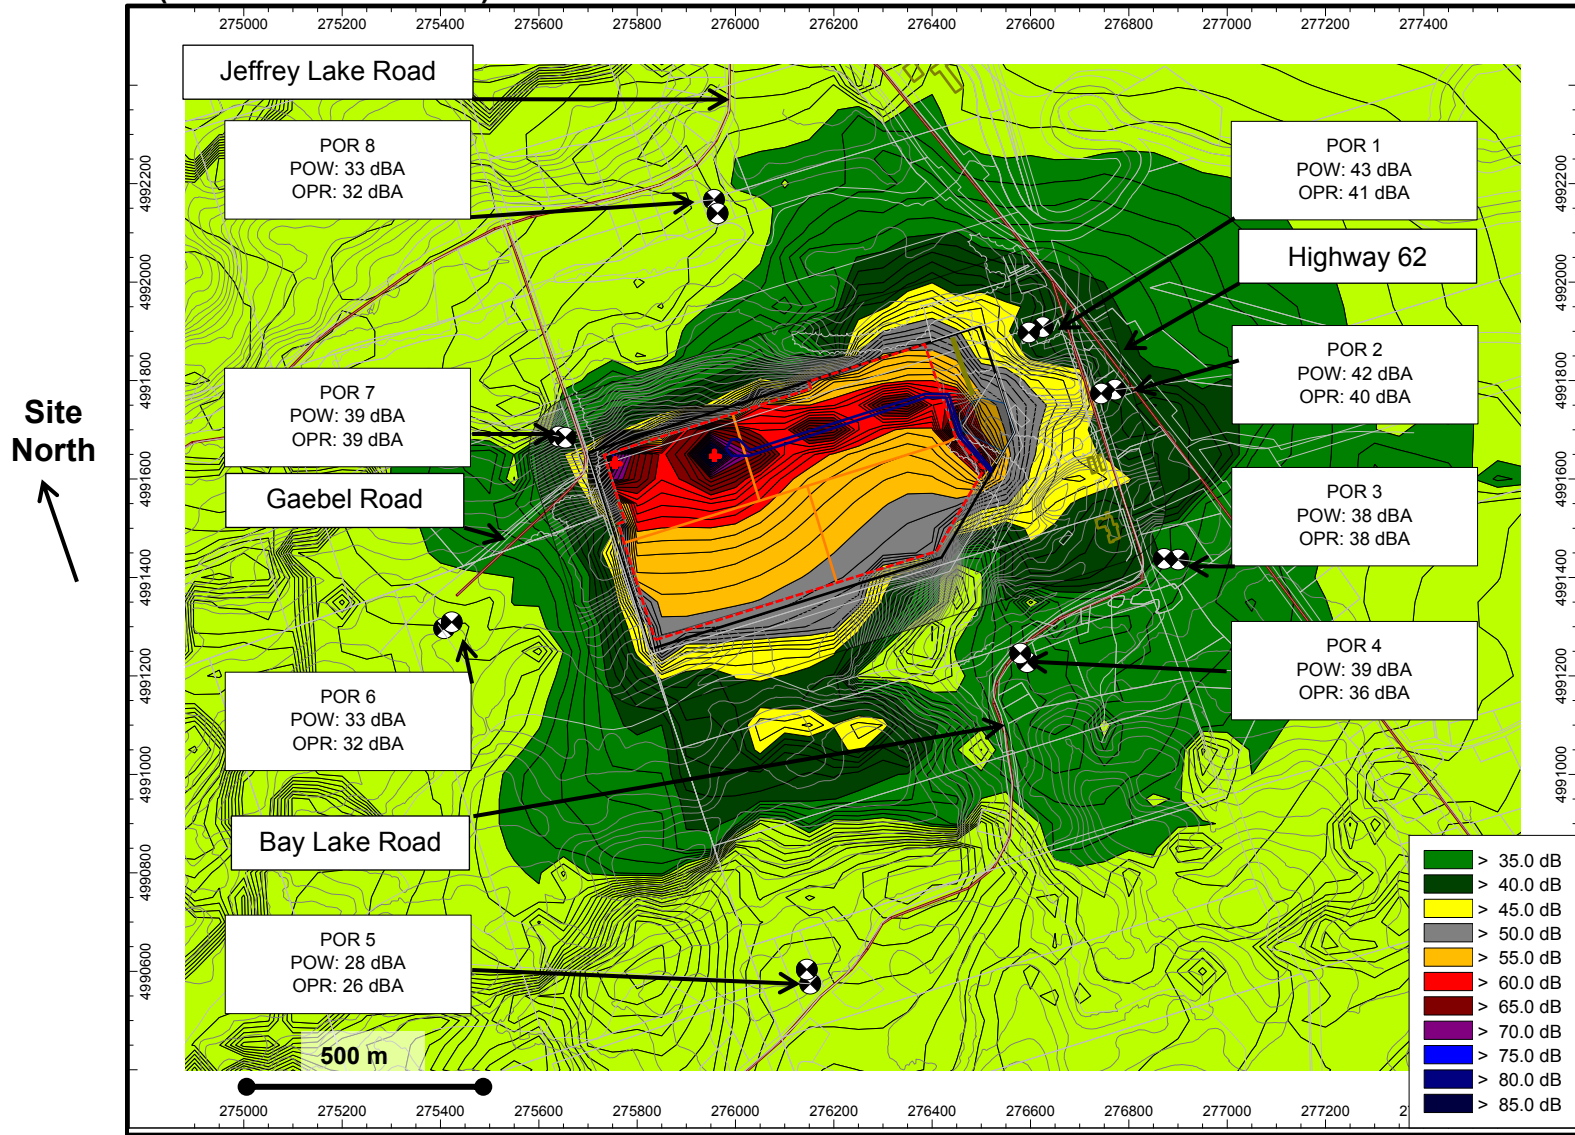 275000 275200 275400 275600 275800 276000 276200 276400 276600 276800 277000 277200 277400
Jeffrey Lake Road
POR 8
POW: 33 dBA
OPR: 32 dBA
POR 1
POW: 43 dBA
OPR: 41 dBA
Highway 62
POR 2
POW: 42 dBA
OPR: 40 dBA
POR 7
POW: 39 dBA
OPR: 39 dBA
Site
North
Gaebel Road
POR 3
POW: 38 dBA
OPR: 38 dBA
POR 4
POW: 39 dBA
OPR: 36 dBA
POR 6
POW: 33 dBA
OPR: 32 dBA
Bay Lake Road
POR 5
POW: 28 dBA
OPR: 26 dBA
500 m
4992200
4992000
4991800
4991600
4991400
4991200
4991000
4990800
4990600
4992200
4992000
4991800
4991600
4991400
4991200
4991000
> 35.0 dB
> 40.0 dB
> 45.0 dB
> 50.0 dB
> 55.0 dB
> 60.0 dB
> 65.0 dB
> 70.0 dB
> 75.0 dB
> 80.0 dB
> 85.0 dB
275000 275200 275400 275600 275800 276000 276200 276400 276600 276800 277000 277200